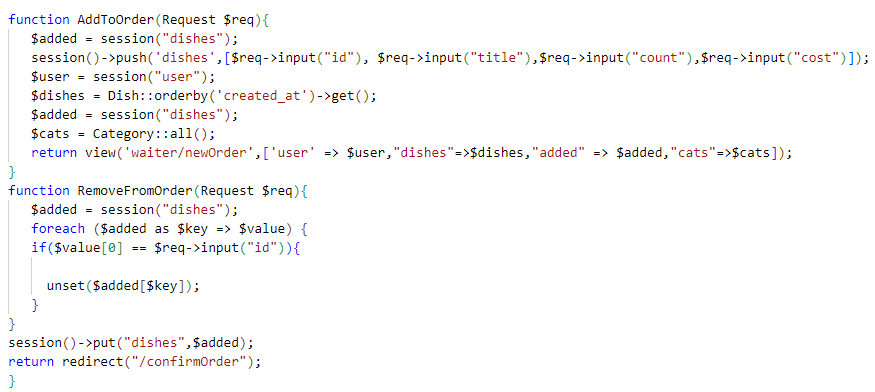 function AddToOrder(Request $req){
$added = session("dishes");
session()->push('dishes',[$req->input("id"), $req->input("title"),$req->input("count"),$req->input("cost")]);
$user = session("user");
$dishes = Dish::orderby('created_at')->get();
$added = session("dishes");
$cats = Category::all();
return view('waiter/newOrder',['user' => $user,"dishes"=>$dishes,"added" => $added,"cats"=>$cats]);
}
function RemoveFromOrder(Request $req){
$added = session("dishes");
foreach ($added as $key => $value) {
if($value[0] == $req->input("id")){
unset($added[$key]);
}
}
session()->put("dishes",$added);
return redirect("/confirmOrder");
}